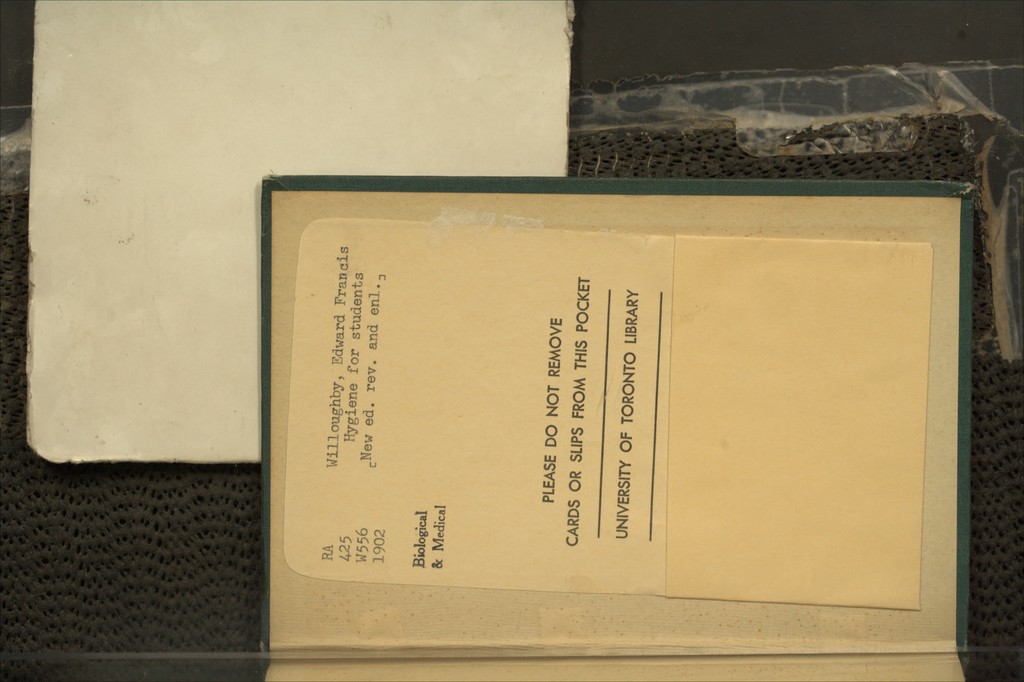 RA
425
W556
1902
Willoughby, Edward Francis
Hygiene for students
[New ed. rev. and enl.]
Biological
& Medical
PLEASE DO NOT REMOVE
CARDS OR SLIPS FROM THIS POCKET
UNIVERSITY OF TORONTO LIBRARY